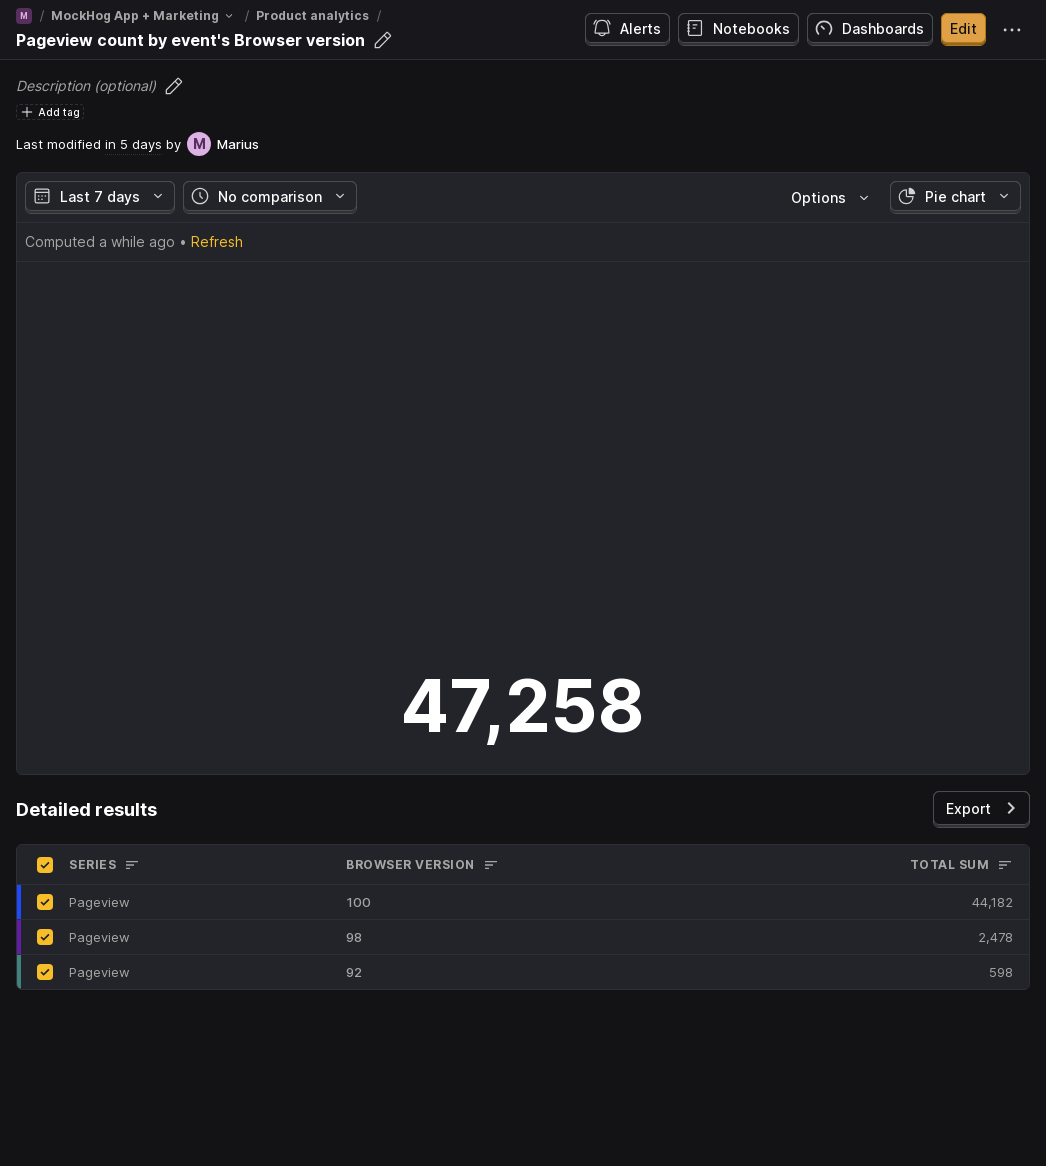 M / MockHog App + Marketing / Product analytics /
Pageview count by event's Browser version
Alerts Notebooks Dashboards Edit
Description (optional)
Add tag
Last modified in 5 days by M Marius
Last 7 days No comparison Options Pie chart
Computed a while ago • Refresh
47,258
Detailed results Export
SERIES BROWSER VERSION TOTAL SUM
Pageview 100 44,182
Pageview 98 2,478
Pageview 92 598